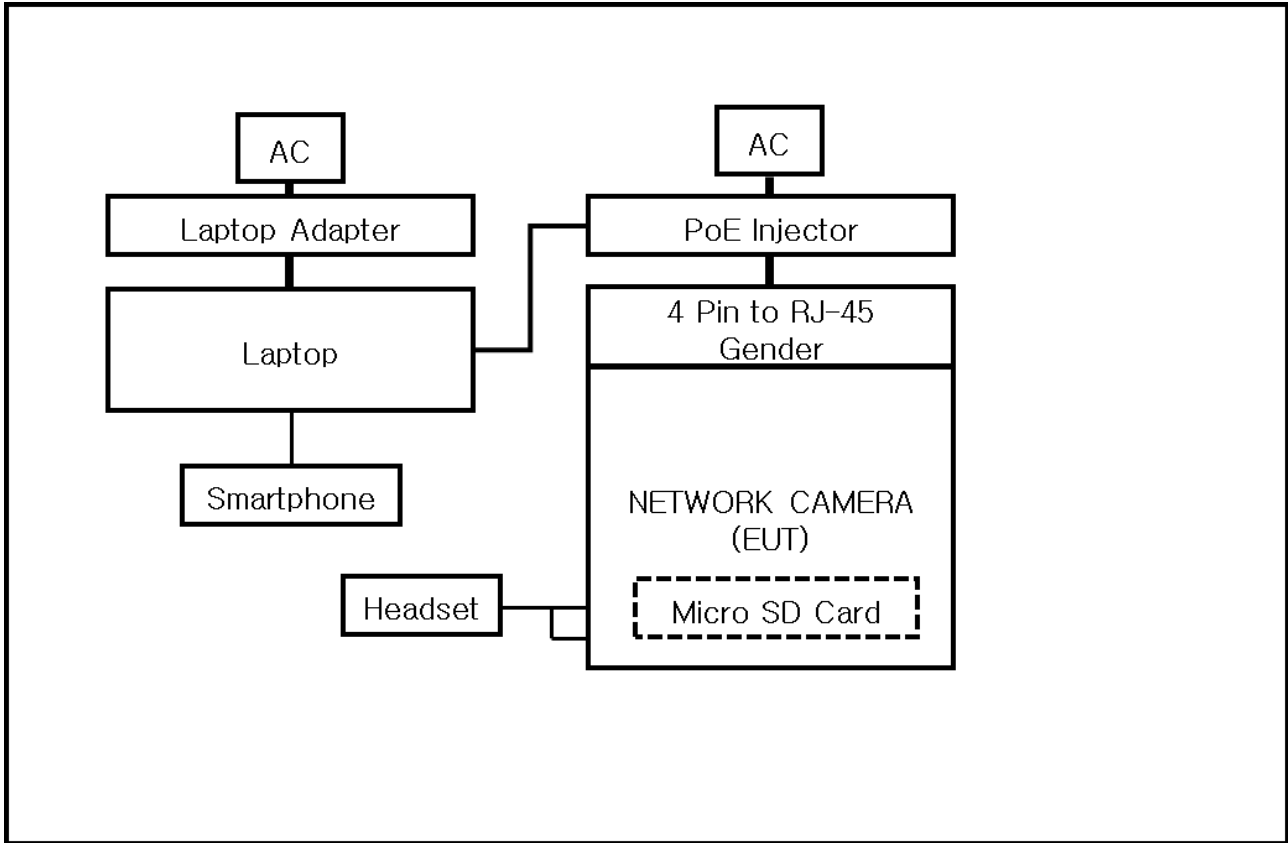 AC
AC
Laptop Adapter
PoE Injector
4 Pin to RJ-45
Gender
Laptop
Smartphone
NETWORK CAMERA
(EUT)
Headset
Micro SD Card